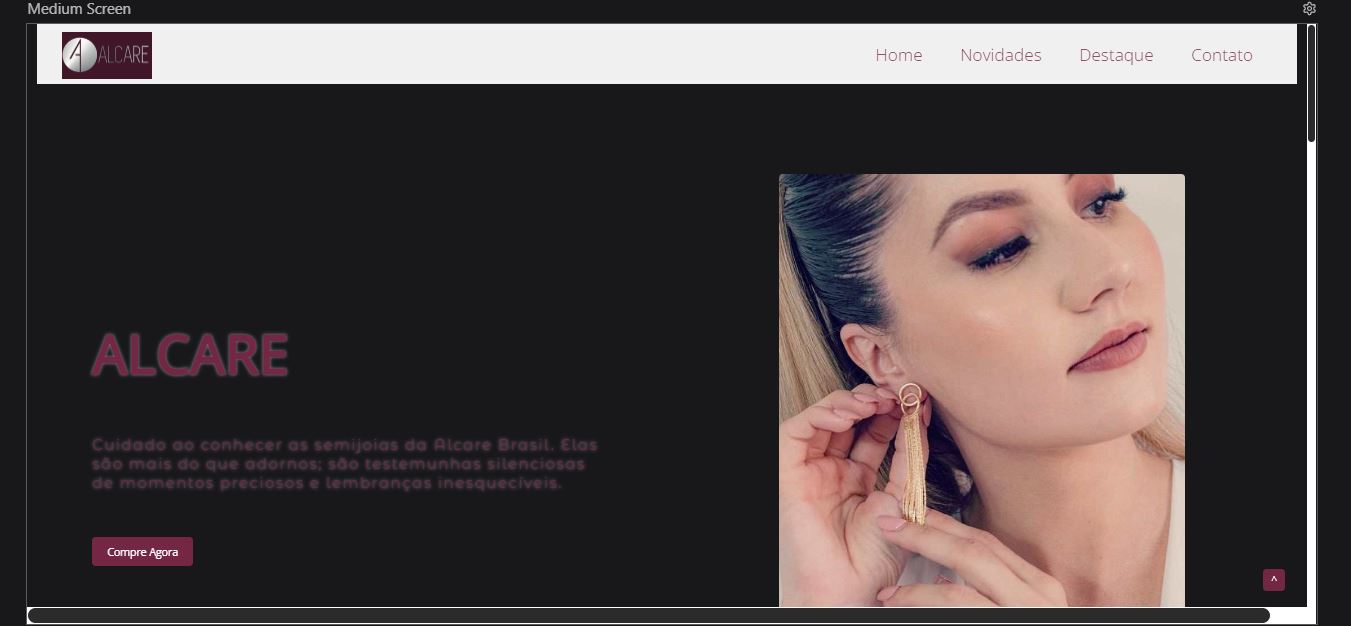 Medium Screen
ALCARE
Home Novidades Destaque Contato
ALCARE
Cuidado ao conhecer as semijoias da Alcare Brasil. Elas
são mais do que adornos; são testemunhas silenciosas
de momentos preciosos e lembranças inesquecíveis.
Compre Agora
^